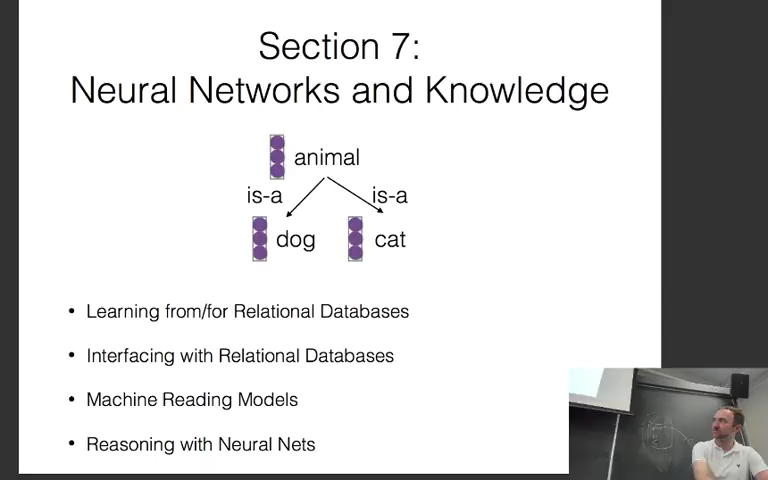 Section 7:
Neural Networks and Knowledge
animal
is-a is-a
dog cat
• Learning from/for Relational Databases
• Interfacing with Relational Databases
• Machine Reading Models
• Reasoning with Neural Nets